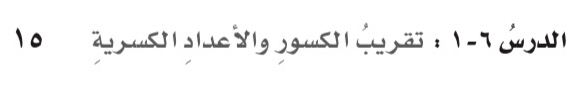 الدرسُ ٦-١ : تقريبُ الكسورِ والأعدادِ الكسريةِ ١٥